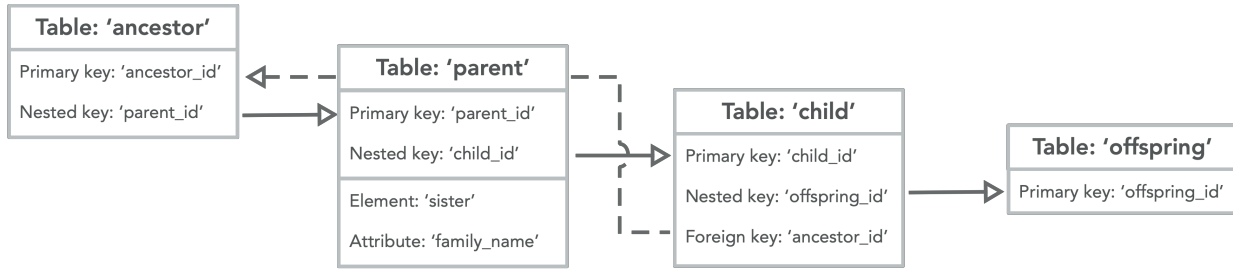 Table: ‘ancestor’
Primary key: ‘ancestor_id’
Nested key: ‘parent_id’
Table: ‘parent’
Primary key: ‘parent_id’
Nested key: ‘child_id’
Element: ‘sister’
Attribute: ‘family_name’
Table: ‘child’
Primary key: ‘child_id’
Nested key: ‘offspring_id’
Foreign key: ‘ancestor_id’
Table: ‘offspring’
Primary key: ‘offspring_id’